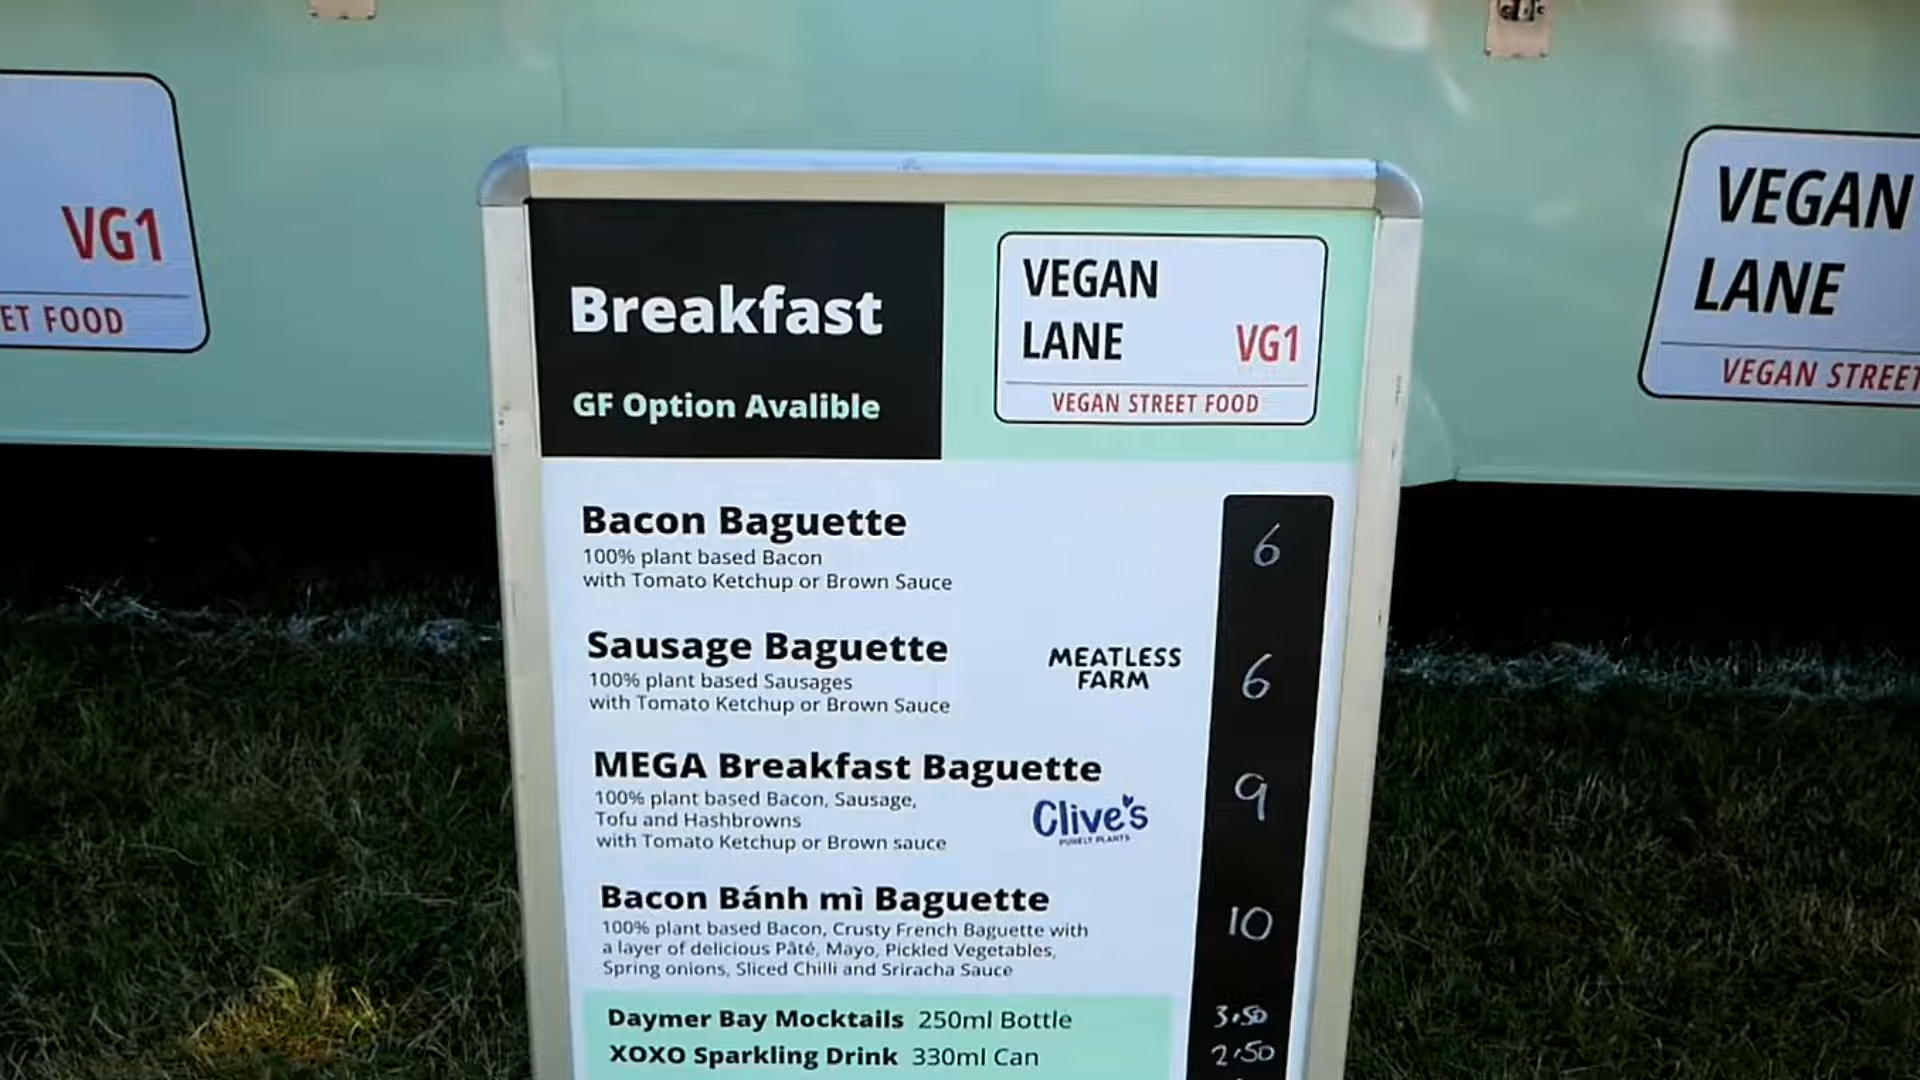 VG1
ET FOOD
VEGAN
LANE
VEGAN STREET
Breakfast
GF Option Avalible
VEGAN
LANE VG1
VEGAN STREET FOOD
Bacon Baguette 6
100% plant based Bacon
with Tomato Ketchup or Brown Sauce
Sausage Baguette
100% plant based Sausages
with Tomato Ketchup or Brown Sauce
MEATLESS
FARM
6
MEGA Breakfast Baguette
100% plant based Bacon, Sausage,
Tofu and Hashbrowns
with Tomato Ketchup or Brown sauce
Clive's
PURELY PLANTS
9
Bacon Bánh mì Baguette 10
100% plant based Bacon, Crusty French Baguette with
a layer of delicious Pâté, Mayo, Pickled Vegetables,
Spring onions, Sliced Chilli and Sriracha Sauce
Daymer Bay Mocktails 250ml Bottle 3.50
XOXO Sparkling Drink 330ml Can 2.50